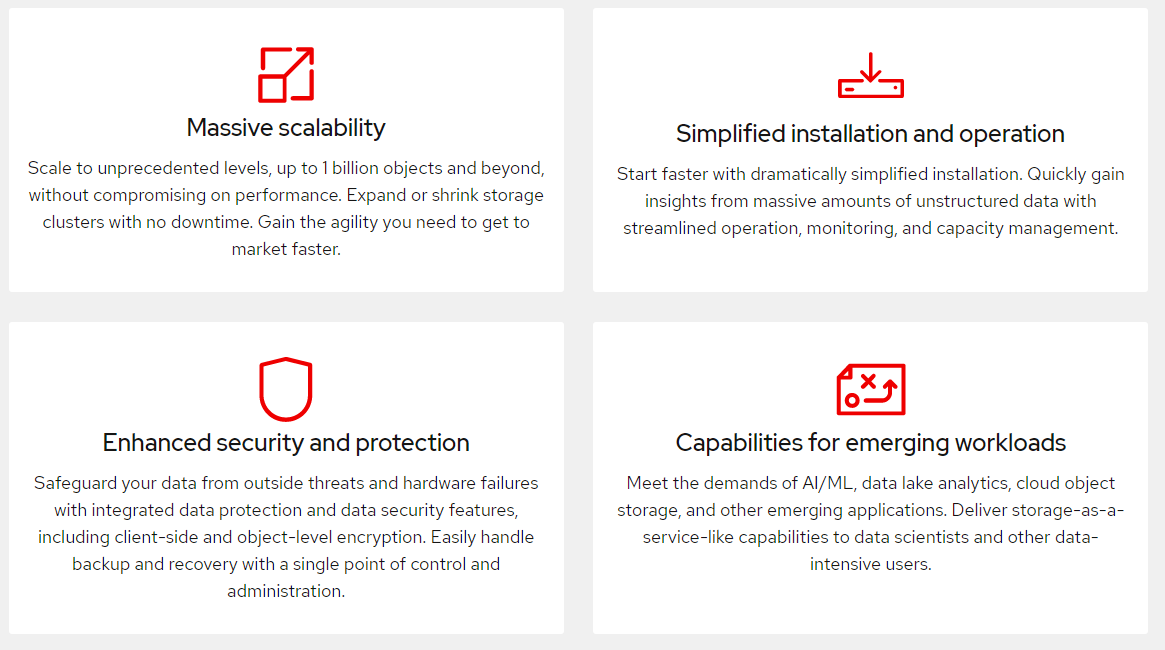 Massive scalability
Scale to unprecedented levels, up to 1 billion objects and beyond,
without compromising on performance. Expand or shrink storage
clusters with no downtime. Gain the agility you need to get to
market faster.
Simplified installation and operation
Start faster with dramatically simplified installation. Quickly gain
insights from massive amounts of unstructured data with
streamlined operation, monitoring, and capacity management.
Enhanced security and protection
Safeguard your data from outside threats and hardware failures
with integrated data protection and data security features,
including client-side and object-level encryption. Easily handle
backup and recovery with a single point of control and
administration.
Capabilities for emerging workloads
Meet the demands of AI/ML, data lake analytics, cloud object
storage, and other emerging applications. Deliver storage-as-a-
service-like capabilities to data scientists and other data-
intensive users.